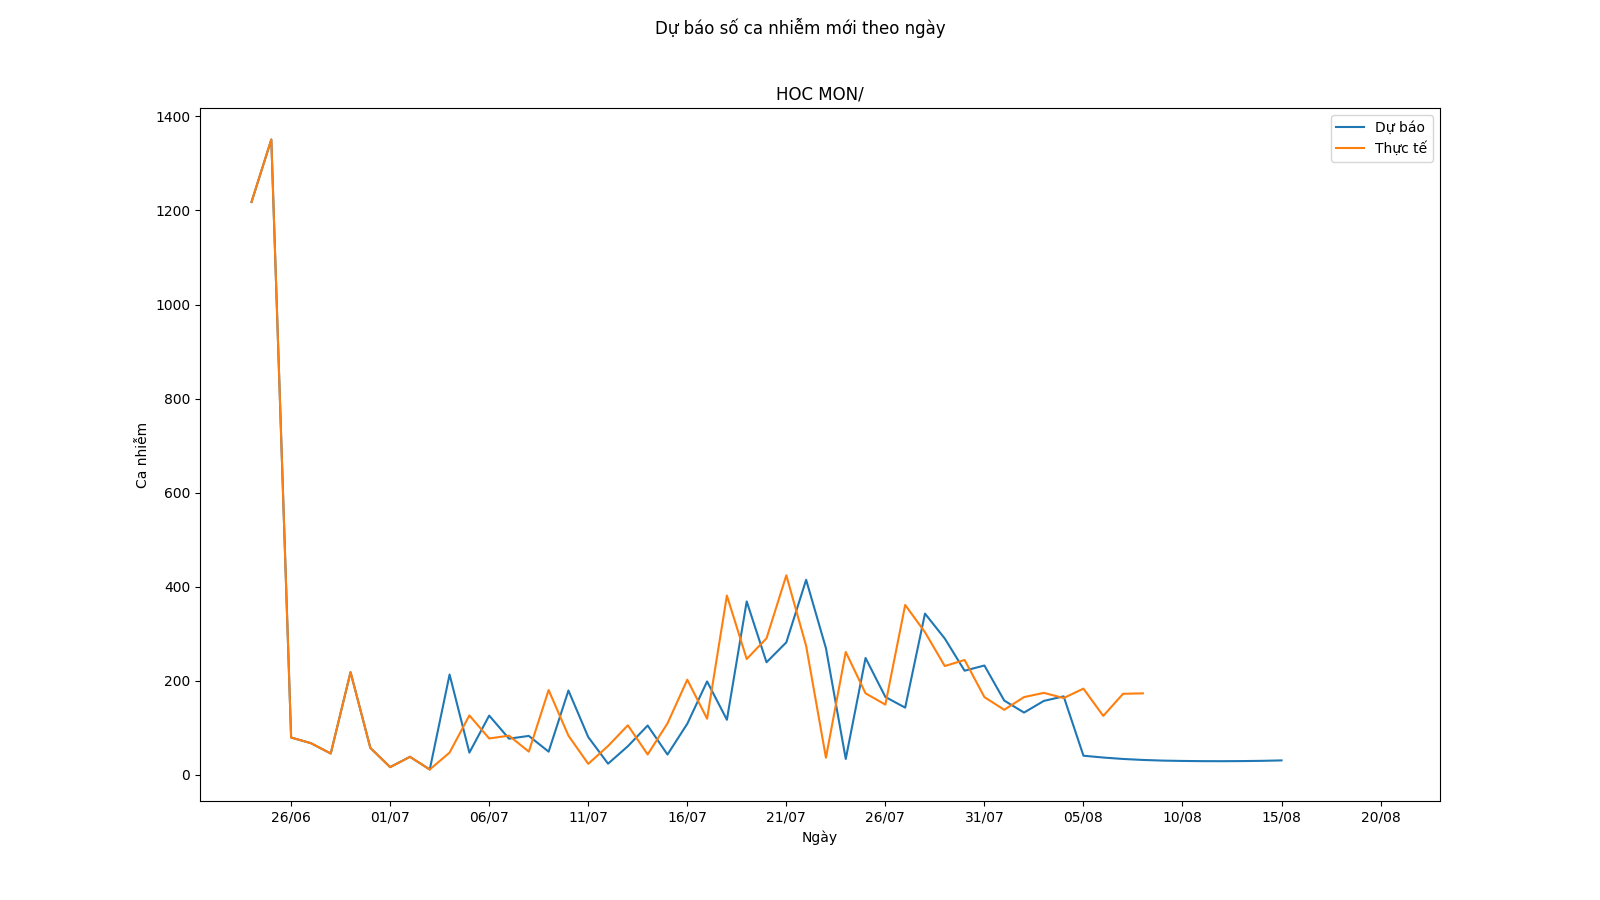 Dự báo số ca nhiễm mới theo ngày
HOC MON/
Dự báo
Thực tế
1400
1200
1000
800
600
400
200
0
Ca nhiễm
26/06 01/07 06/07 11/07 16/07 21/07 26/07 31/07 05/08 10/08 15/08 20/08
Ngày